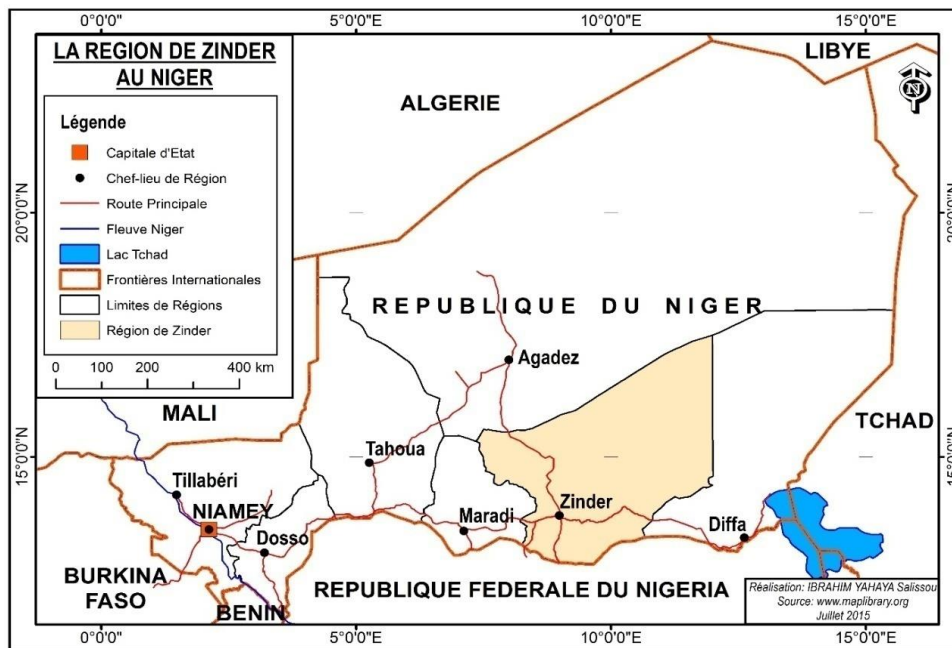 0°0'0" 5°0'0"E 10°0'0"E 15°0'0"E
LA REGION DE ZINDER
AU NIGER
Légende
Capitale d'Etat
Chef-lieu de Région
Route Principale
Fleuve Niger
Lac Tchad
Frontières Internationales
Limites de Régions
Région de Zinder
0 100 200 400 km
LIBYE
N
ALGERIE
20°0'0"N
20°0'0"N
REPUBLIQUE DU NIGER
Agadez
MALI
TCHAD
15°0'0"N
15°0'0"N
Tahoua
Tillabéri
Zinder
NIAMEY
Maradi
Diffa
Dosso
BURKINA
FASO
BENIN
REPUBLIQUE FEDERALE DU NIGERIA
Réalisation: IBRAHIM YAHAYA Salissou
Source: www.maplibrary.org
Juillet 2015
0°0'0" 5°0'0"E 10°0'0"E 15°0'0"E